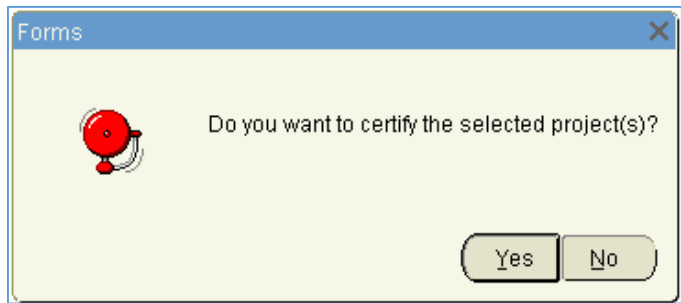 Forms
Do you want to certify the selected project(s)?
Yes No